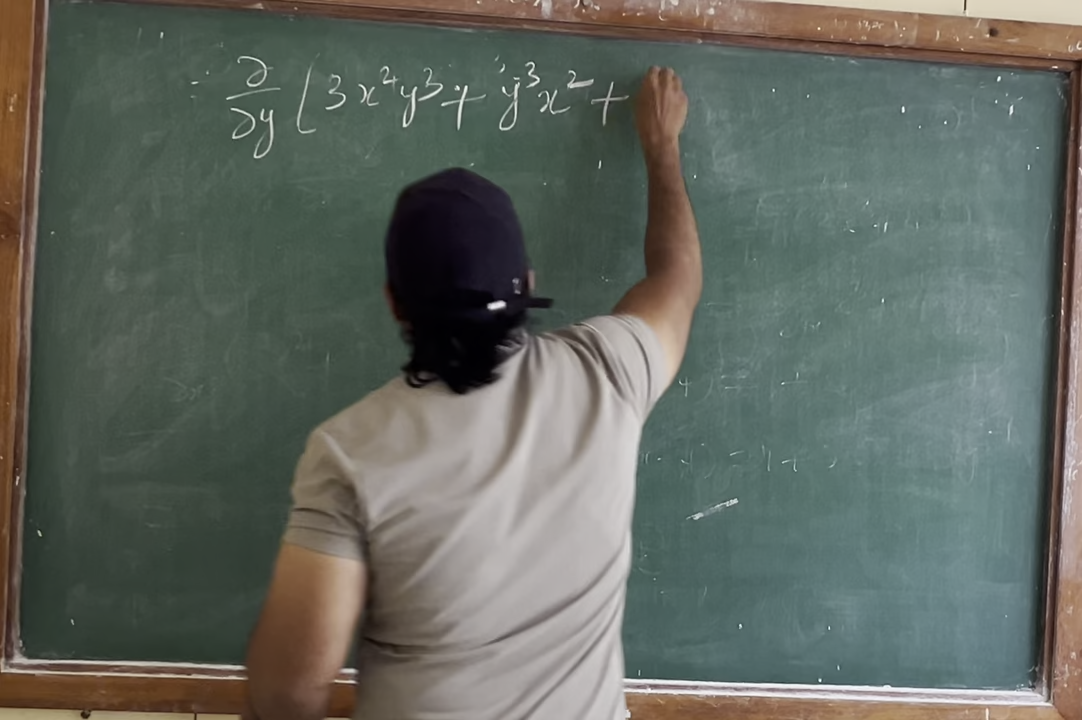 = ∂/∂y (3x²y³ + y³x² +